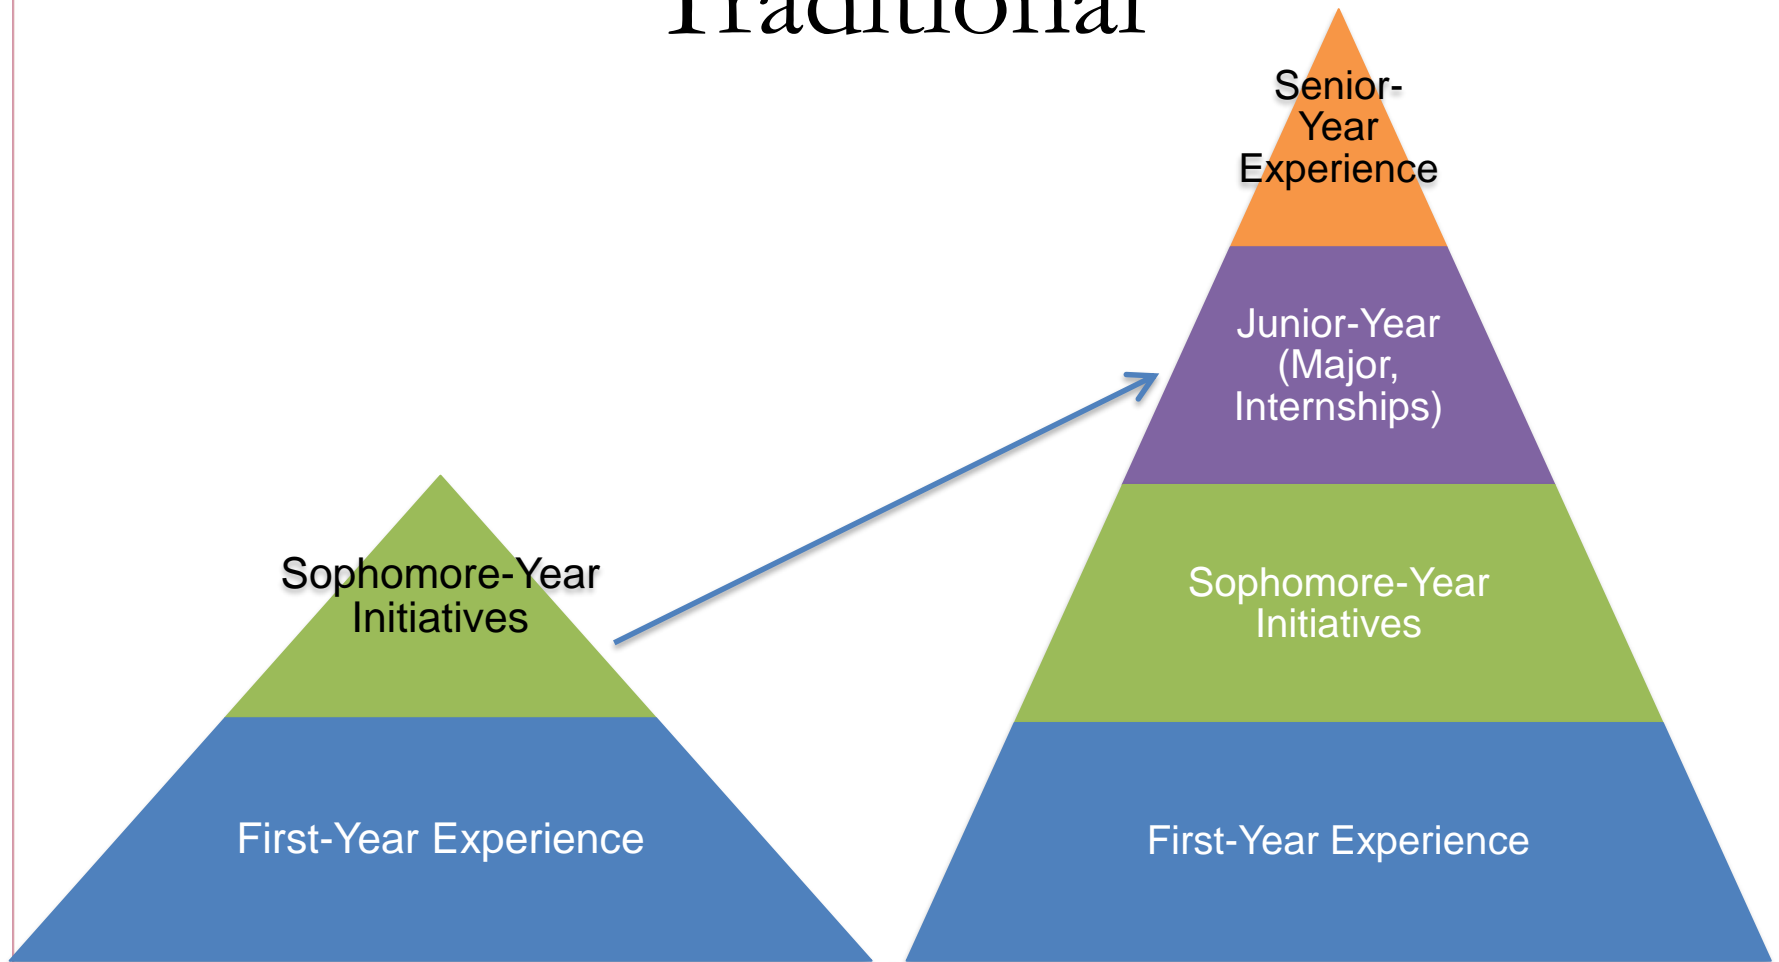 Traditional
Senior-
Year
Experience
Junior-Year
(Major,
Internships)
Sophomore-Year
Initiatives
First-Year Experience
Sophomore-Year
Initiatives
First-Year Experience